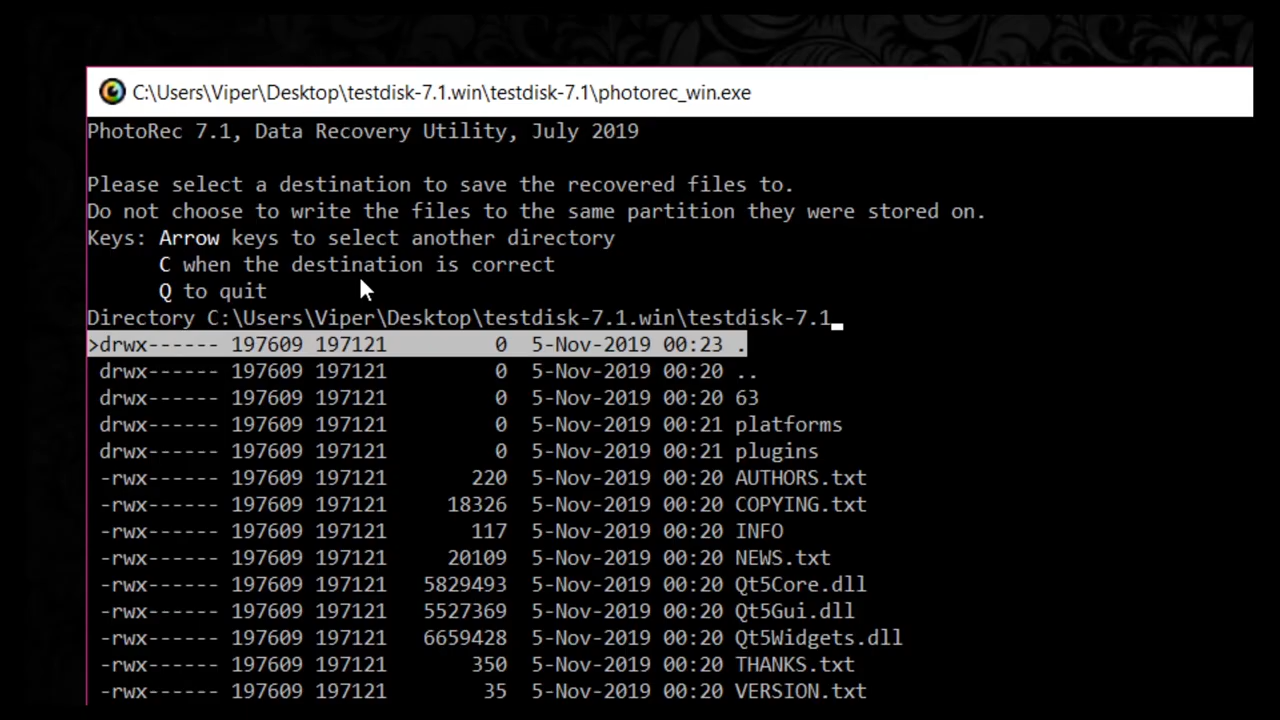 C:\Users\Viper\Desktop\testdisk-7.1.win\testdisk-7.1\photorec_win.exe
PhotoRec 7.1, Data Recovery Utility, July 2019
Please select a destination to save the recovered files to.
Do not choose to write the files to the same partition they were stored on.
Keys: Arrow keys to select another directory
C when the destination is correct
Q to quit
Directory C:\Users\Viper\Desktop\testdisk-7.1.win\testdisk-7.1_
>drwx------ 197609 197121 0 5-Nov-2019 00:23 .
drwx------ 197609 197121 0 5-Nov-2019 00:20 ..
drwx------ 197609 197121 0 5-Nov-2019 00:20 63
drwx------ 197609 197121 0 5-Nov-2019 00:21 platforms
drwx------ 197609 197121 0 5-Nov-2019 00:21 plugins
-rwx------ 197609 197121 220 5-Nov-2019 00:20 AUTHORS.txt
-rwx------ 197609 197121 18326 5-Nov-2019 00:20 COPYING.txt
-rwx------ 197609 197121 117 5-Nov-2019 00:20 INFO
-rwx------ 197609 197121 20109 5-Nov-2019 00:20 NEWS.txt
-rwx------ 197609 197121 5829493 5-Nov-2019 00:20 Qt5Core.dll
-rwx------ 197609 197121 5527369 5-Nov-2019 00:20 Qt5Gui.dll
-rwx------ 197609 197121 6659428 5-Nov-2019 00:20 Qt5Widgets.dll
-rwx------ 197609 197121 350 5-Nov-2019 00:20 THANKS.txt
-rwx------ 197609 197121 35 5-Nov-2019 00:20 VERSION.txt